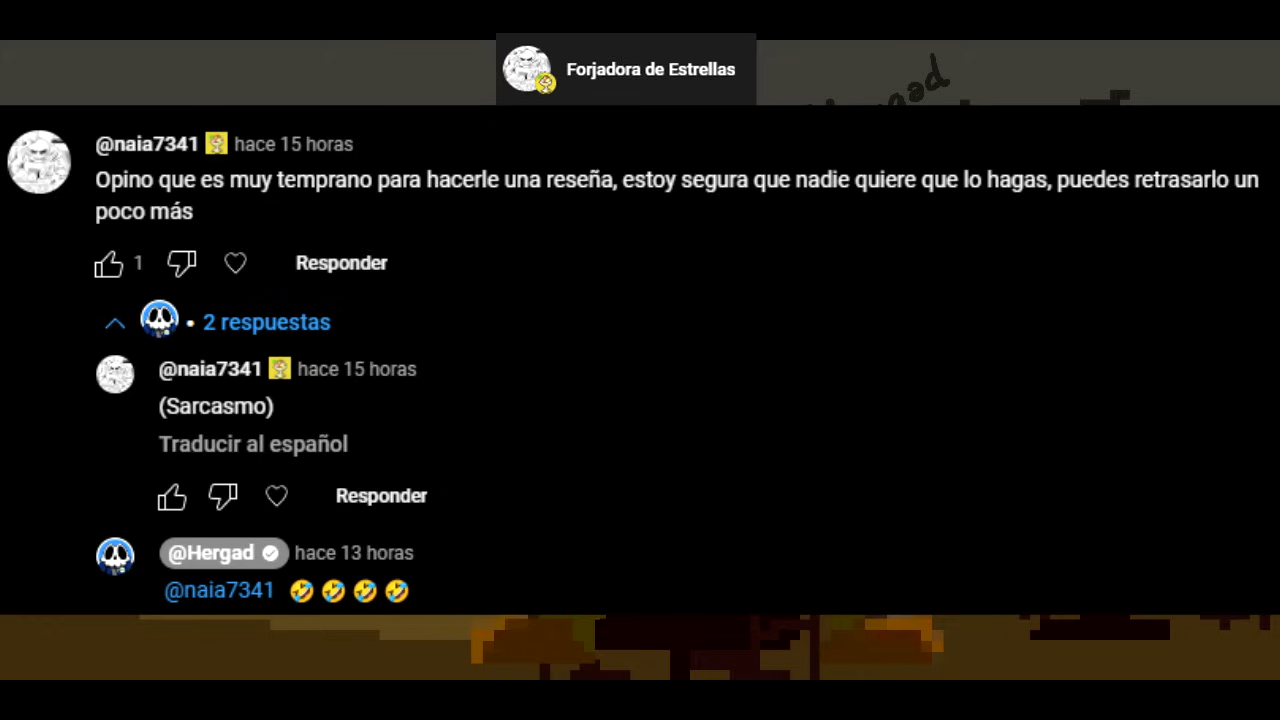 Forjadora de Estrellas
@naia7341 hace 15 horas
Opino que es muy temprano para hacerle una reseña, estoy segura que nadie quiere que lo hagas, puedes retrasarlo un
poco más
1 Responder
• 2 respuestas
@naia7341 hace 15 horas
(Sarcasmo)
Traducir al español
Responder
@Hergad hace 13 horas
@naia7341 🤣🤣🤣🤣